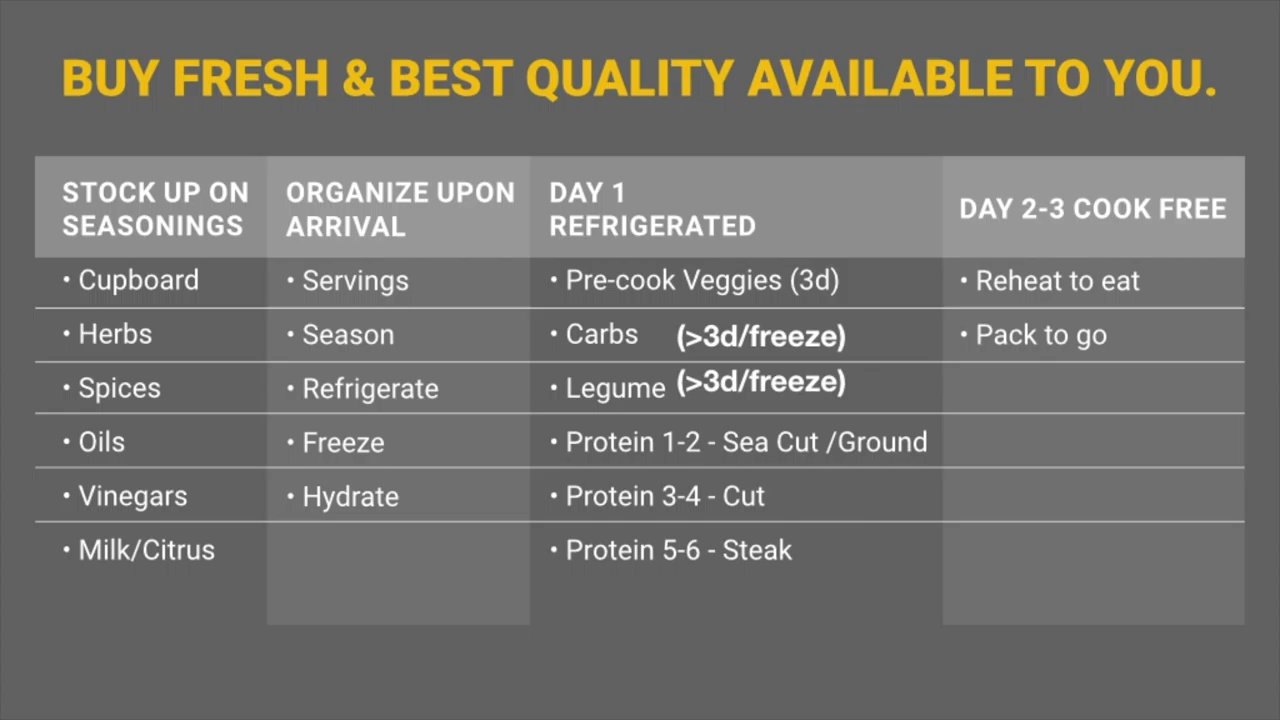 BUY FRESH & BEST QUALITY AVAILABLE TO YOU.
STOCK UP ON
SEASONINGS
• Cupboard
• Herbs
• Spices
• Oils
• Vinegars
• Milk/Citrus
ORGANIZE UPON
ARRIVAL
• Servings
• Season
• Refrigerate
• Freeze
• Hydrate
DAY 1
REFRIGERATED
• Pre-cook Veggies (3d)
• Carbs (>3d/freeze)
• Legume (>3d/freeze)
• Protein 1-2 - Sea Cut /Ground
• Protein 3-4 - Cut
• Protein 5-6 - Steak
DAY 2-3 COOK FREE
• Reheat to eat
• Pack to go